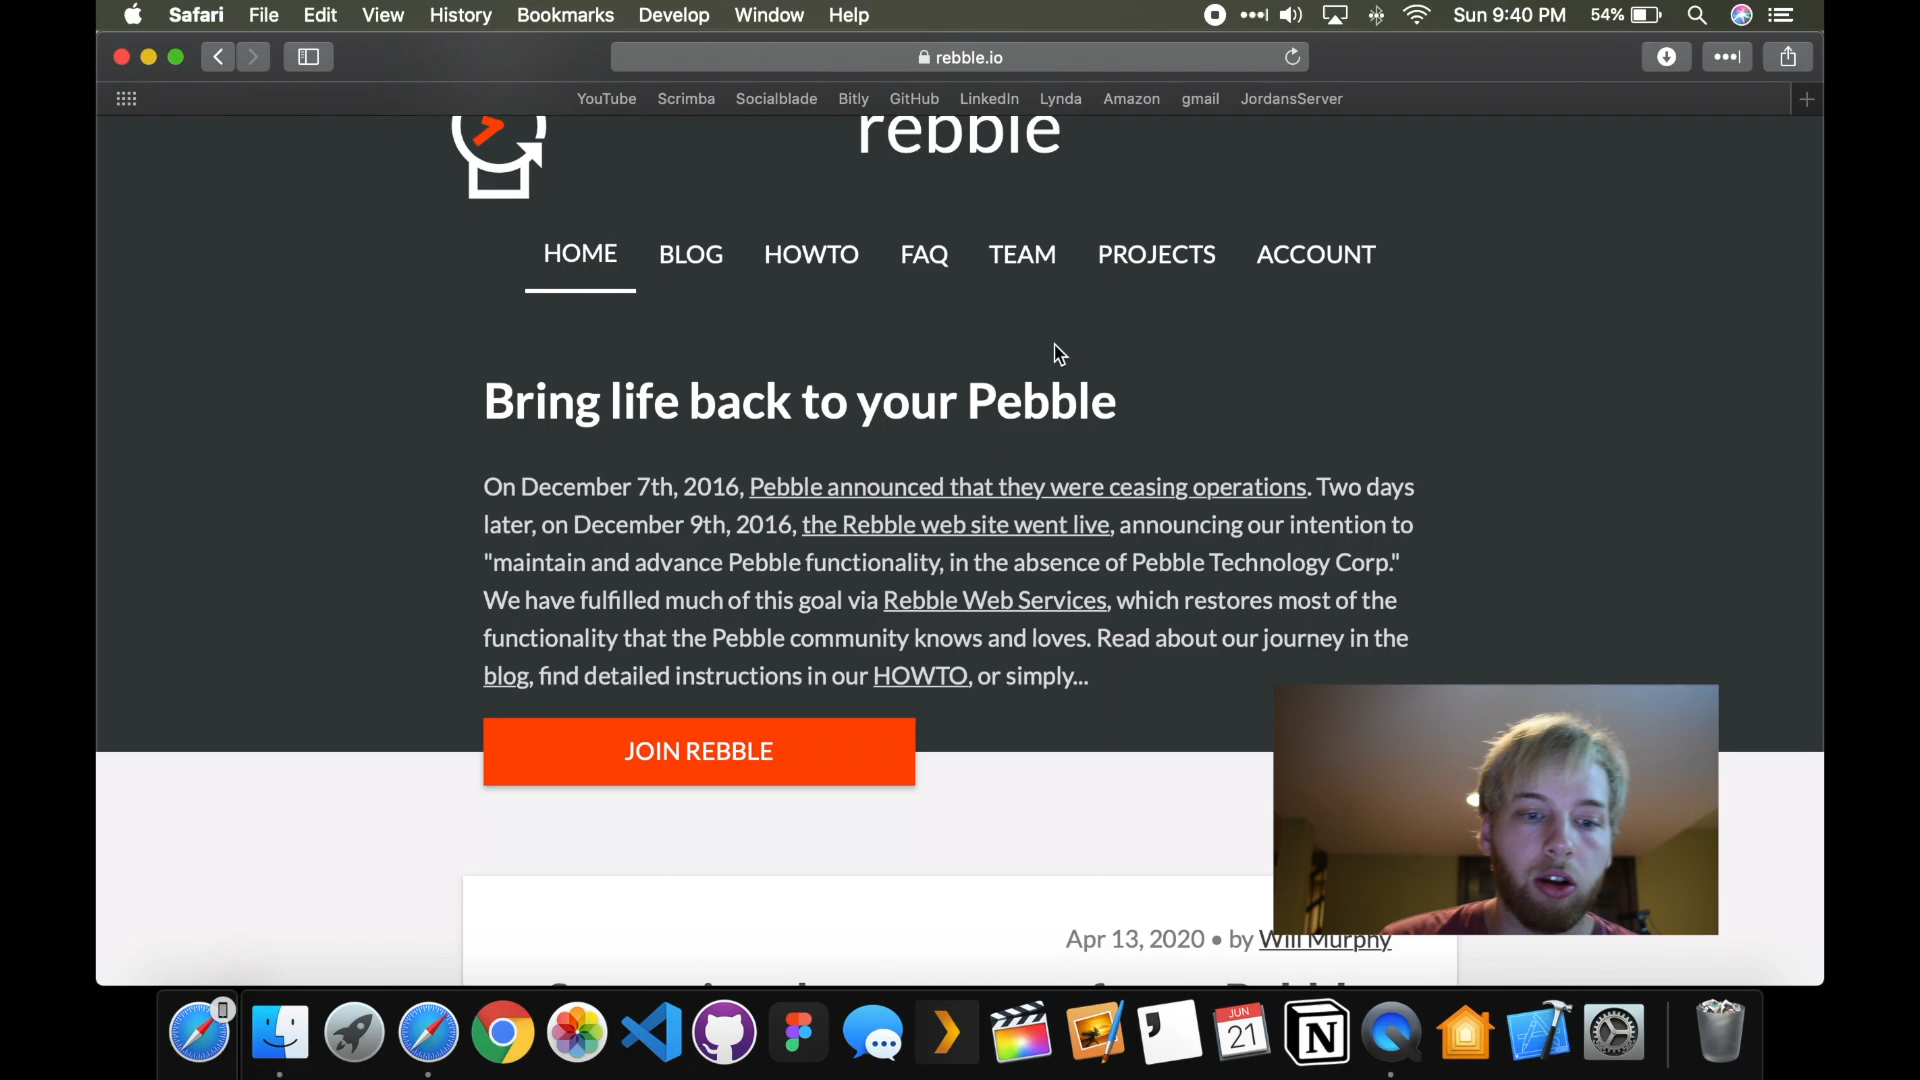 Safari File Edit View History Bookmarks Develop Window Help Sun 9:40 PM 54%
rebble.io
YouTube Scrimba Socialblade Bitly GitHub LinkedIn Lynda Amazon gmail JordansServer
rebble
HOME BLOG HOWTO FAQ TEAM PROJECTS ACCOUNT
Bring life back to your Pebble
On December 7th, 2016, Pebble announced that they were ceasing operations. Two days
later, on December 9th, 2016, the Rebble web site went live, announcing our intention to
"maintain and advance Pebble functionality, in the absence of Pebble Technology Corp."
We have fulfilled much of this goal via Rebble Web Services, which restores most of the
functionality that the Pebble community knows and loves. Read about our journey in the
blog, find detailed instructions in our HOWTO, or simply...
JOIN REBBLE
Apr 13, 2020 • by Will Murphy
JUN
21